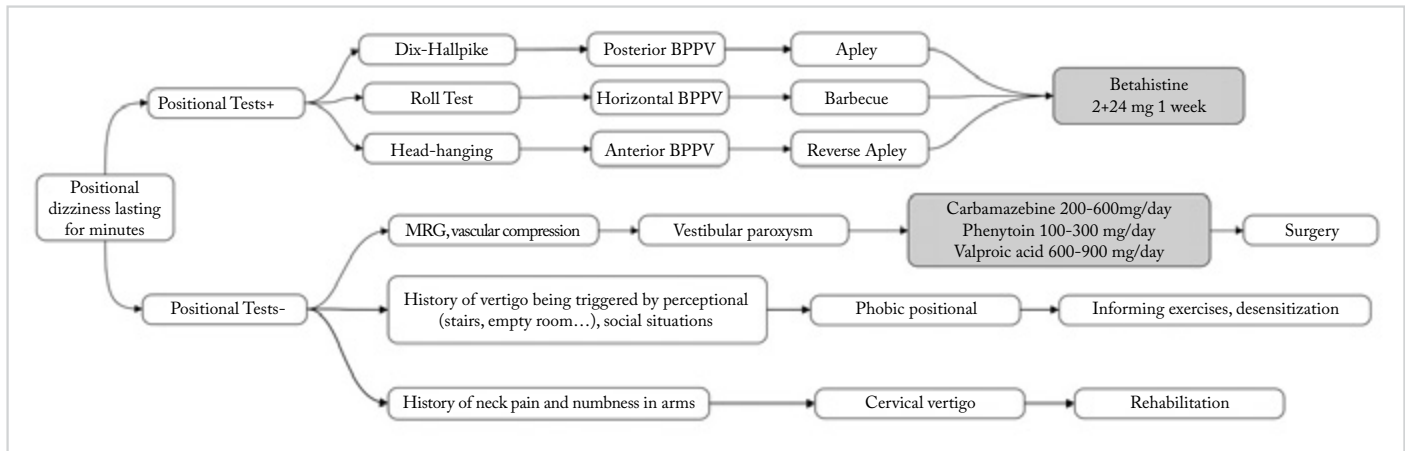 Positional
dizziness lasting
for minutes
Positional Tests+
Dix-Hallpike
Posterior BPPV
Apley
Roll Test
Horizontal BPPV
Barbecue
Head-hanging
Anterior BPPV
Reverse Apley
Betahistine
2+24 mg 1 week
Positional Tests-
MRG, vascular compression
Vestibular paroxysm
Carbamazebine 200-600mg/day
Phenytoin 100-300 mg/day
Valproic acid 600-900 mg/day
Surgery
History of vertigo being triggered by perceptional
(stairs, empty room…), social situations
Phobic positional
Informing exercises, desensitization
History of neck pain and numbness in arms
Cervical vertigo
Rehabilitation